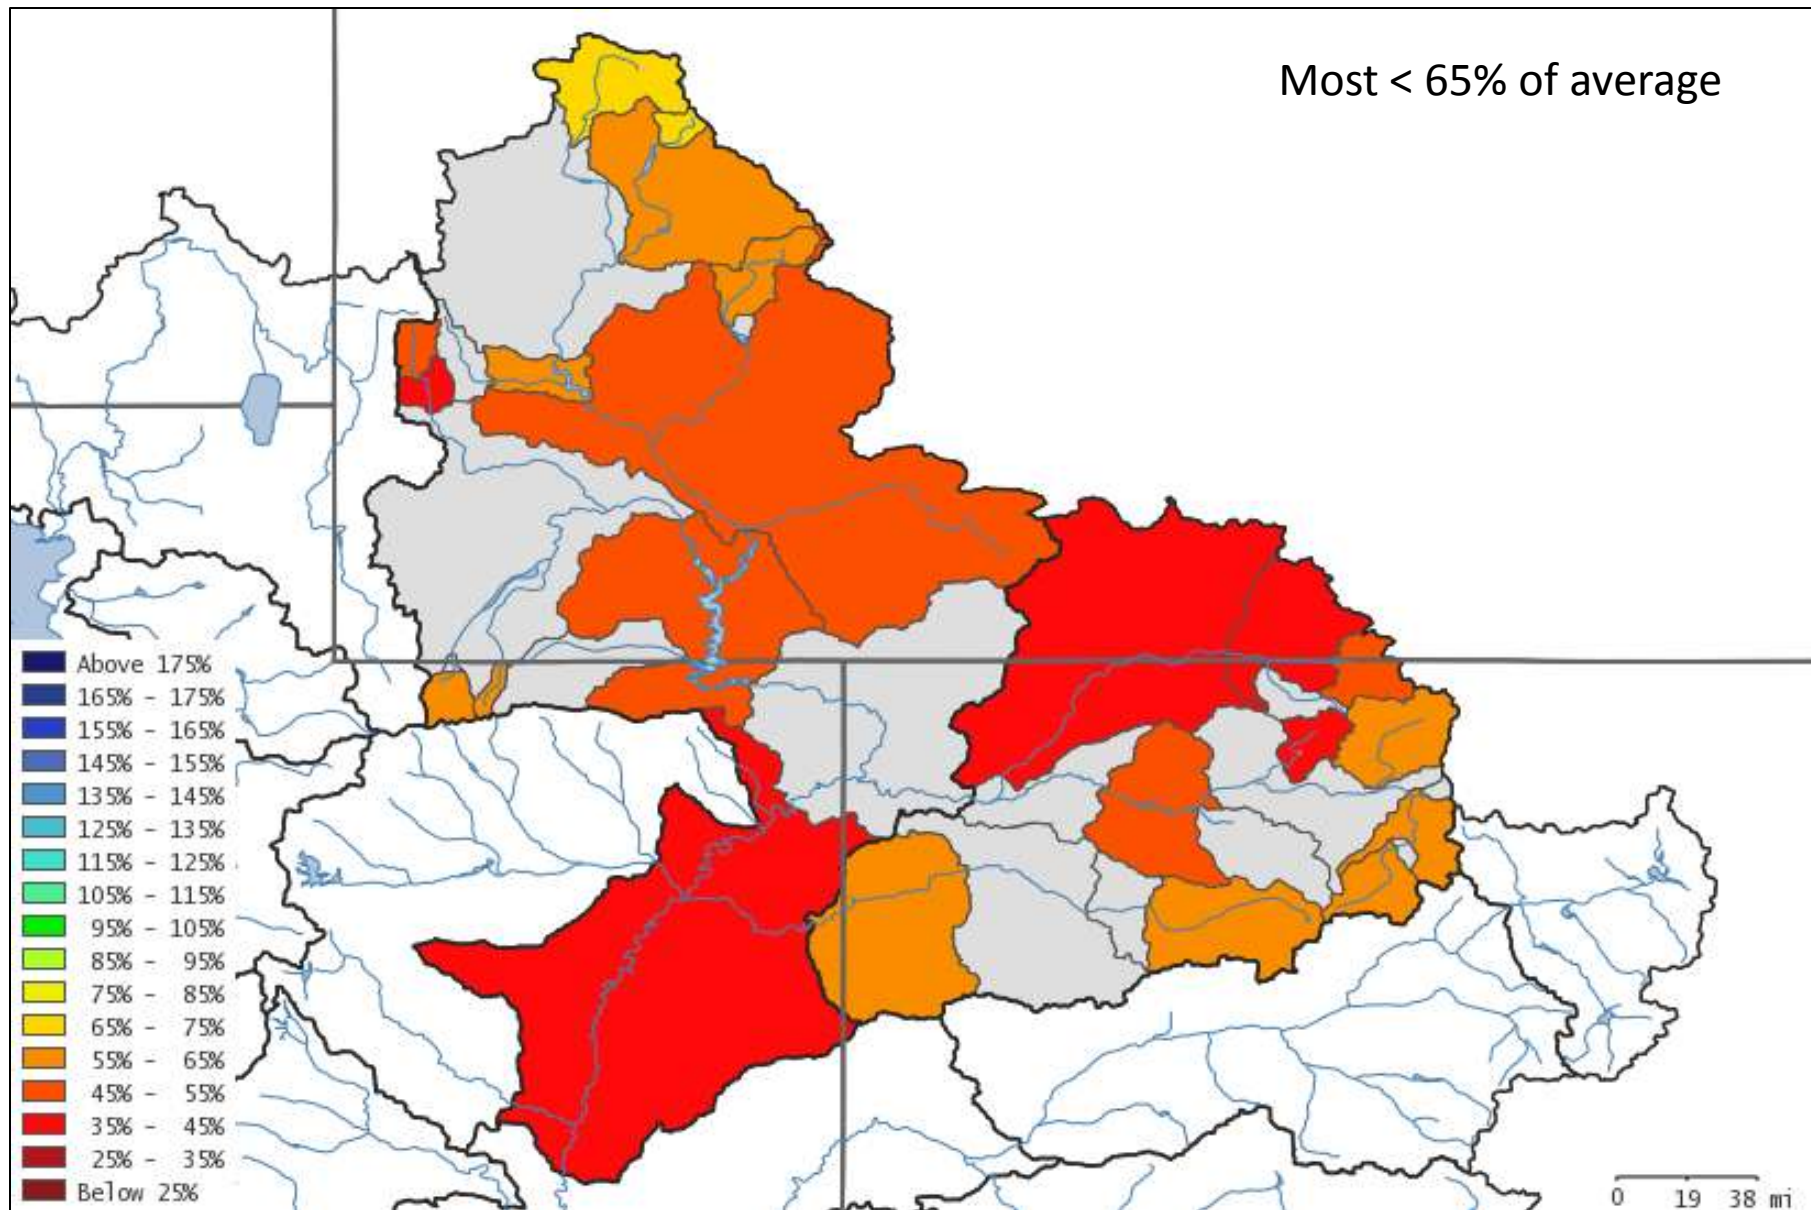 Most < 65% of average
Above 175%
165% - 175%
155% - 165%
145% - 155%
135% - 145%
125% - 135%
115% - 125%
105% - 115%
95% - 105%
85% - 95%
75% - 85%
65% - 75%
55% - 65%
45% - 55%
35% - 45%
25% - 35%
Below 25%
0 19 38 mi